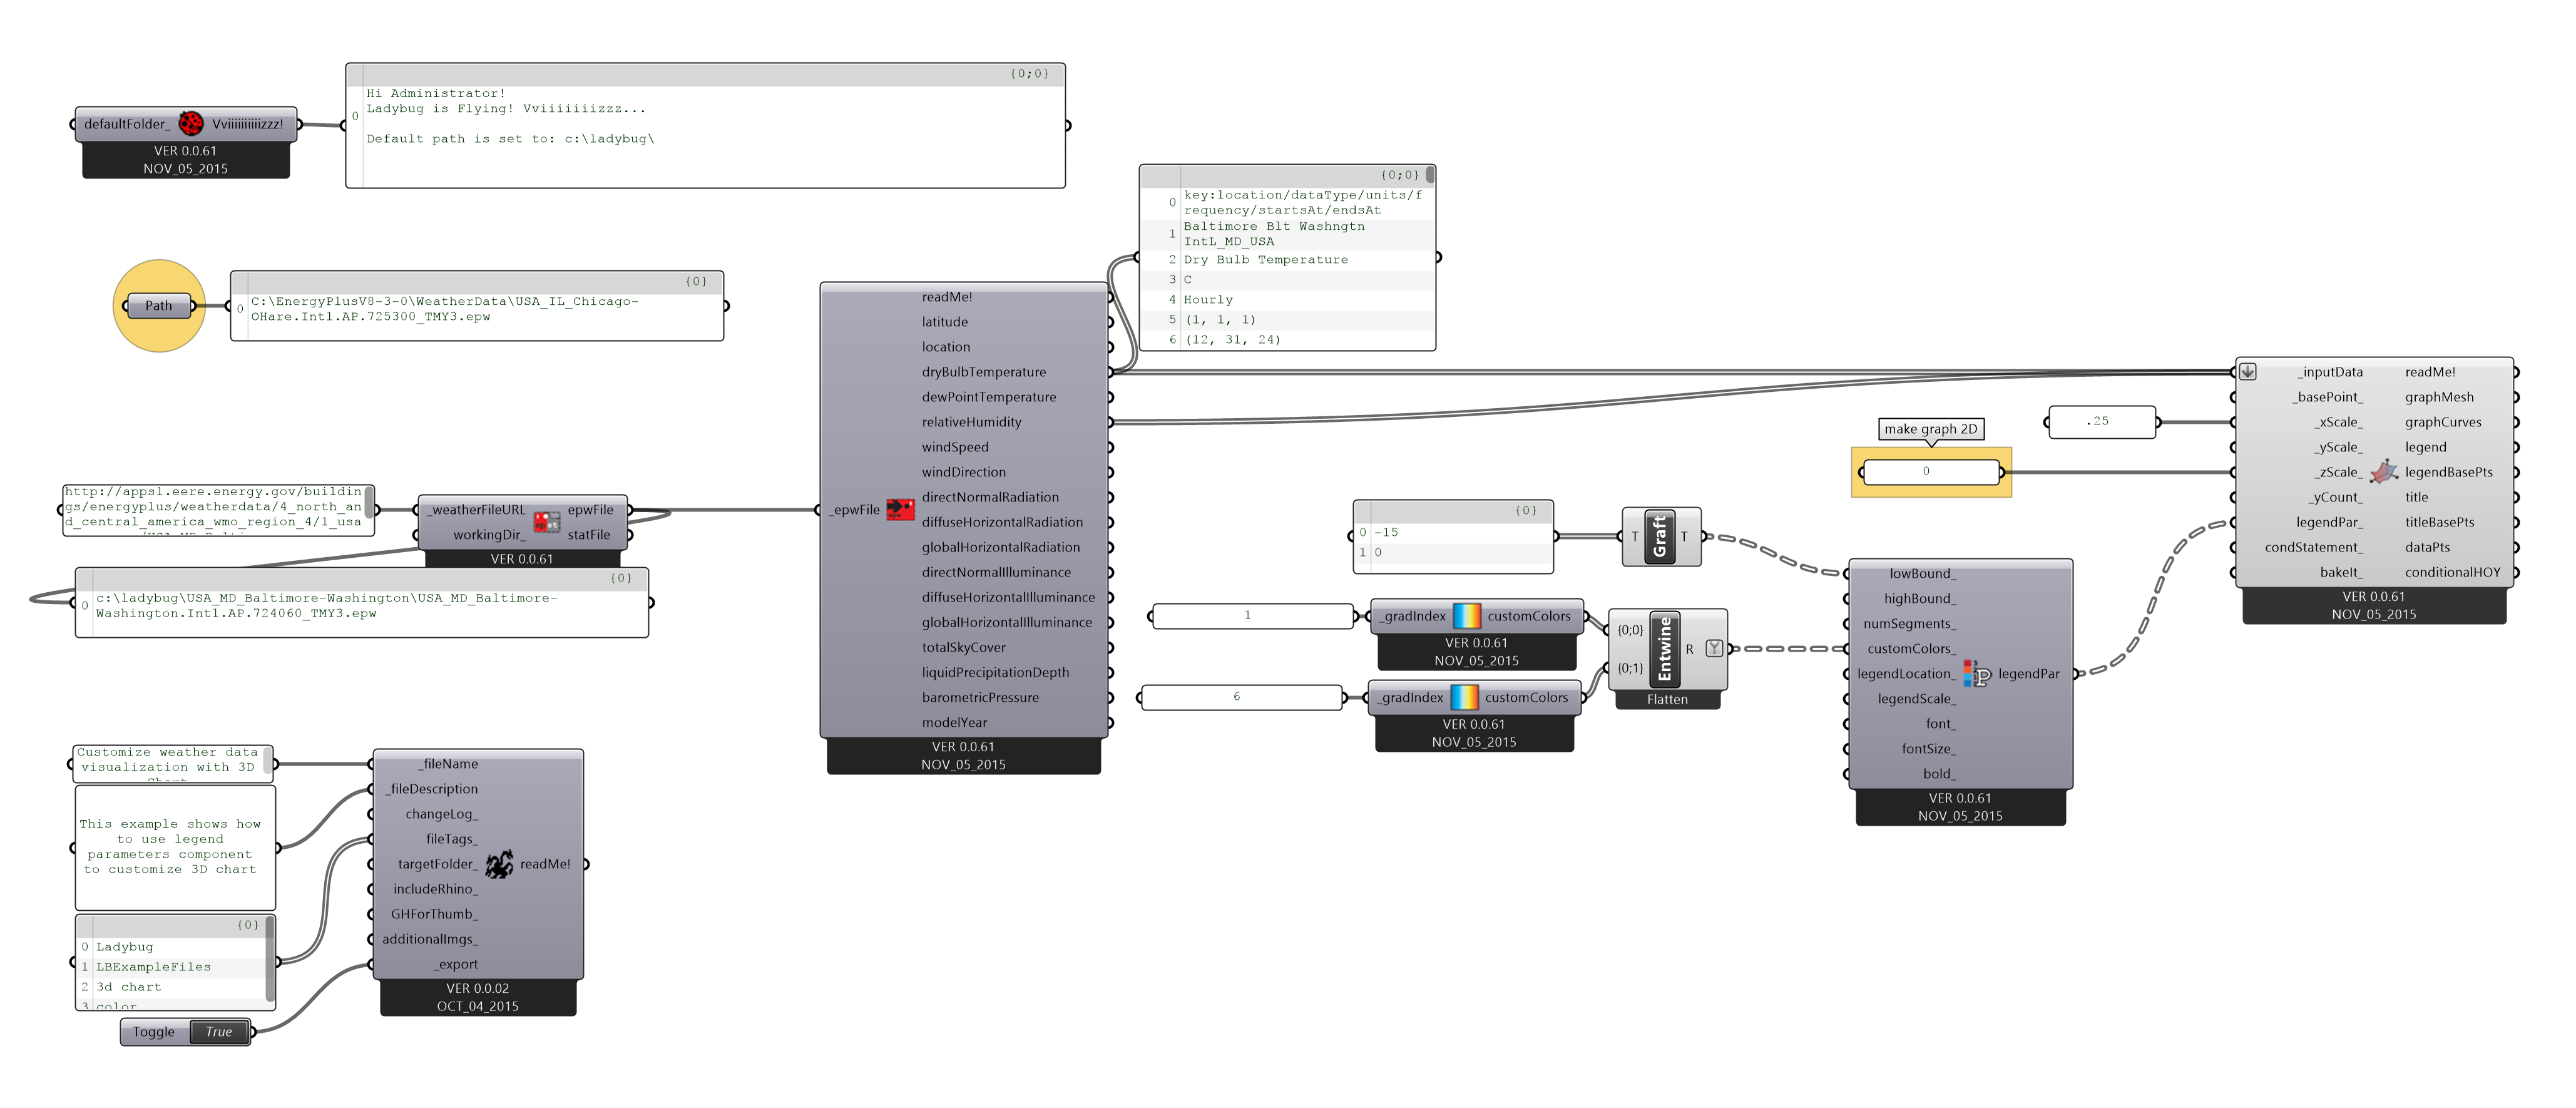 {0;0}
Hi Administrator!
Ladybug is Flying! Vviiiiiiizzz...
0
Default path is set to: c:\ladybug\
defaultFolder_ Vviiiiiiiiizzz!
VER 0.0.61
NOV_05_2015
{0;0}
0 key:location/dataType/units/f
requency/startsAt/endsAt
1 Baltimore Blt Washngtn
IntL_MD_USA
2 Dry Bulb Temperature
3 C
4 Hourly
5 (1, 1, 1)
6 (12, 31, 24)
Path
{0}
0 C:\EnergyPlusV8-3-0\WeatherData\USA_IL_Chicago-
OHare.Intl.AP.725300_TMY3.epw
http://apps1.eere.energy.gov/buildin
gs/energyplus/weatherdata/4_north_an
d_central_america_wmo_region_4/1_usa
_weatherFileURL epwFile
workingDir_ statFile
VER 0.0.61
{0}
0 c:\ladybug\USA_MD_Baltimore-Washington\USA_MD_Baltimore-
Washington.Intl.AP.724060_TMY3.epw
_epwFile
readMe!
latitude
location
dryBulbTemperature
dewPointTemperature
relativeHumidity
windSpeed
windDirection
directNormalRadiation
diffuseHorizontalRadiation
globalHorizontalRadiation
directNormalIlluminance
diffuseHorizontalIlluminance
globalHorizontalIlluminance
totalSkyCover
liquidPrecipitationDepth
barometricPressure
modelYear
VER 0.0.61
NOV_05_2015
Customize weather data
visualization with 3D
Chart
This example shows how
to use legend
parameters component
to customize 3D chart
{0}
0 Ladybug
1 LBExampleFiles
2 3d chart
3 color
Toggle True
_fileName
_fileDescription
changeLog_
fileTags_
targetFolder_
includeRhino_
GHForThumb_
additionalImgs_
_export
readMe!
VER 0.0.02
OCT_04_2015
{0}
0 -15
1 0
T Graft T
1
_gradIndex customColors
VER 0.0.61
NOV_05_2015
6
_gradIndex customColors
VER 0.0.61
NOV_05_2015
{0;0}
{0;1}
Entwine
R
Flatten
lowBound_
highBound_
numSegments_
customColors_
legendLocation_
legendScale_
font_
fontSize_
bold_
P
legendPar
VER 0.0.61
NOV_05_2015
make graph 2D
0
.25
_inputData readMe!
_basePoint_ graphMesh
_xScale_ graphCurves
_yScale_ legend
_zScale_ legendBasePts
_yCount_ title
legendPar_ titleBasePts
condStatement_ dataPts
bakeIt_ conditionalHOY
VER 0.0.61
NOV_05_2015